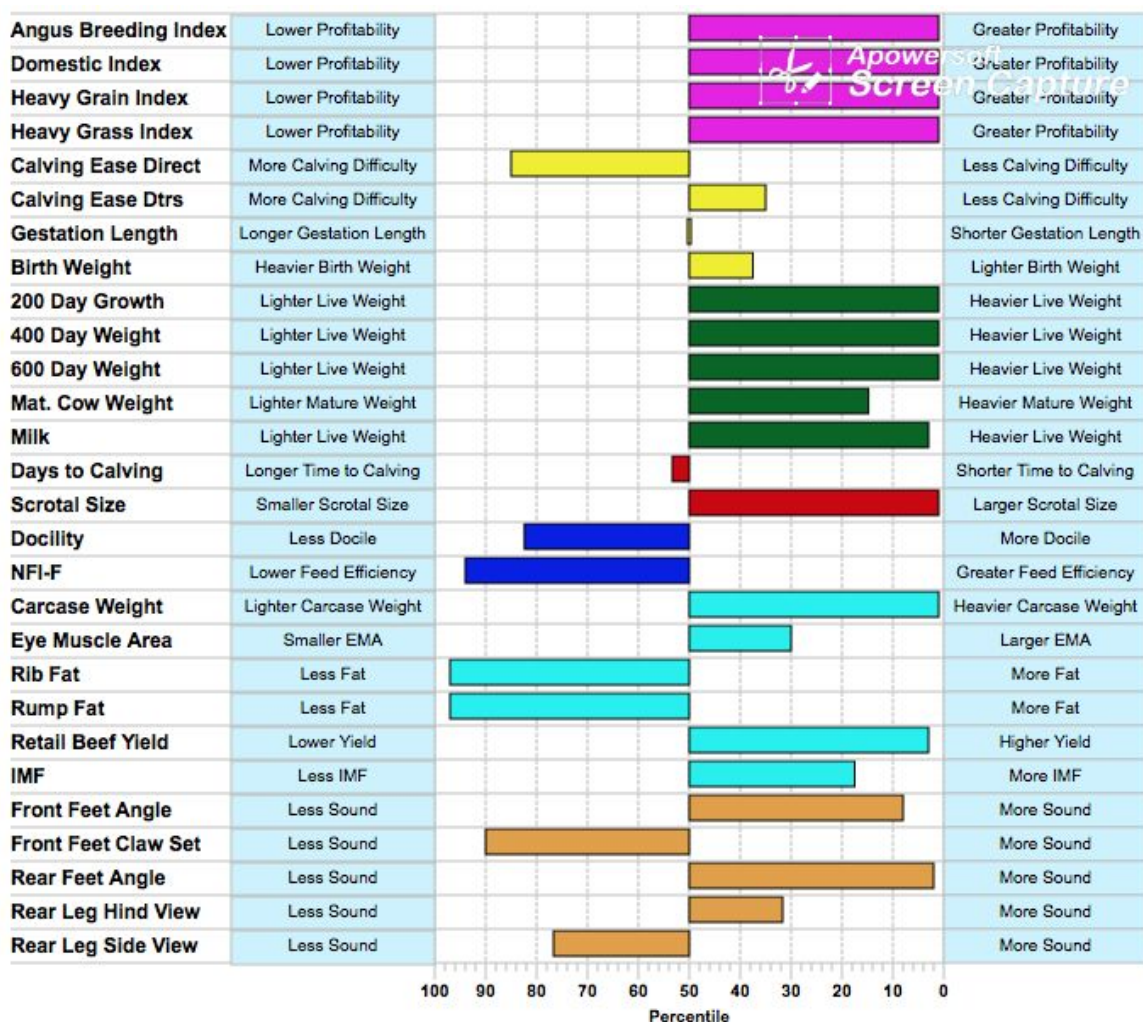 Angus Breeding Index Lower Profitability Greater Profitability
Domestic Index Lower Profitability Greater Profitability
Heavy Grain Index Lower Profitability Greater Profitability
Heavy Grass Index Lower Profitability Greater Profitability
Apowersoft
Screen Capture
Calving Ease Direct More Calving Difficulty Less Calving Difficulty
Calving Ease Dtrs More Calving Difficulty Less Calving Difficulty
Gestation Length Longer Gestation Length Shorter Gestation Length
Birth Weight Heavier Birth Weight Lighter Birth Weight
200 Day Growth Lighter Live Weight Heavier Live Weight
400 Day Weight Lighter Live Weight Heavier Live Weight
600 Day Weight Lighter Live Weight Heavier Live Weight
Mat. Cow Weight Lighter Mature Weight Heavier Mature Weight
Milk Lighter Live Weight Heavier Live Weight
Days to Calving Longer Time to Calving Shorter Time to Calving
Scrotal Size Smaller Scrotal Size Larger Scrotal Size
Docility Less Docile More Docile
NFI-F Lower Feed Efficiency Greater Feed Efficiency
Carcase Weight Lighter Carcase Weight Heavier Carcase Weight
Eye Muscle Area Smaller EMA Larger EMA
Rib Fat Less Fat More Fat
Rump Fat Less Fat More Fat
Retail Beef Yield Lower Yield Higher Yield
IMF Less IMF More IMF
Front Feet Angle Less Sound More Sound
Front Feet Claw Set Less Sound More Sound
Rear Feet Angle Less Sound More Sound
Rear Leg Hind View Less Sound More Sound
Rear Leg Side View Less Sound More Sound
100 90 80 70 60 50 40 30 20 10 0
Percentile